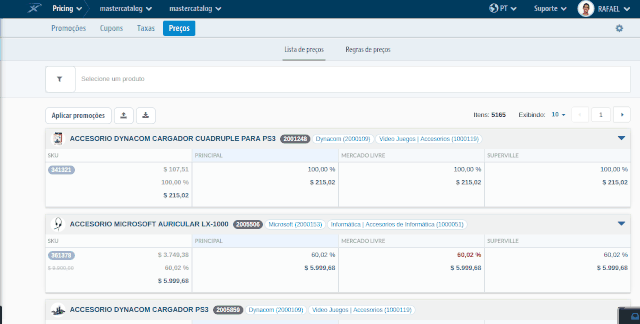 Pricing mastercatalog mastercatalog PT Suporte RAFAEL
Promoções Cupons Taxas Preços
Lista de preços Regras de preços
Selecione um produto
Aplicar promoções Itens: 5165 Exibindo: 10 1
ACCESORIO DYNACOM CARGADOR CUADRUPLE PARA PS3 2001248 Dynacom (2000109) Video Juegos | Accesorios (1000119)
SKU PRINCIPAL MERCADO LIVRE SUPERVILLE
341321 $ 107,51 100,00 % 100,00 % 100,00 %
100,00 % $ 215,02 $ 215,02 $ 215,02
$ 215,02
ACCESORIO MICROSOFT AURICULAR LX-1000 2005506 Microsoft (2000153) Informática | Accesorios de Informática (1000051)
SKU PRINCIPAL MERCADO LIVRE SUPERVILLE
361378 $ 3.749,38 60,02 % 60,02 % 60,02 %
60,02 % $ 5.999,68 $ 5.999,68 $ 5.999,68
$ 5.999,68
ACCESORIO DYNACOM CARGADOR PS3 2005859 Dynacom (2000109) Video Juegos | Accesorios (1000119)
SKU PRINCIPAL MERCADO LIVRE SUPERVILLE